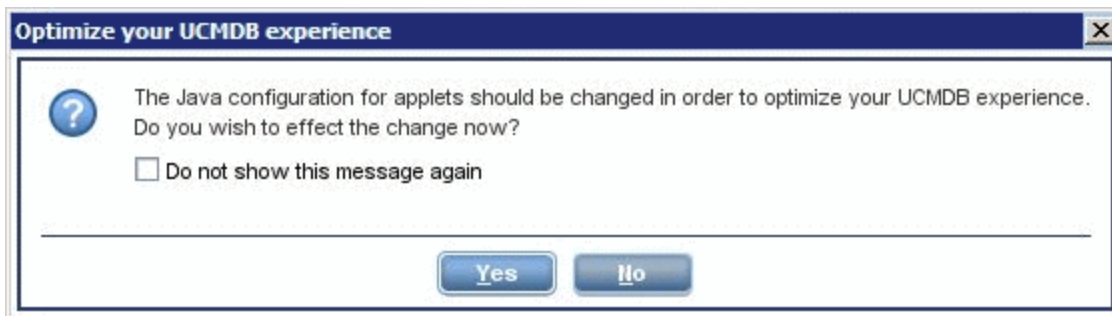 Optimize your UCMDB experience
The Java configuration for applets should be changed in order to optimize your UCMDB experience.
Do you wish to effect the change now?
Do not show this message again
Yes No